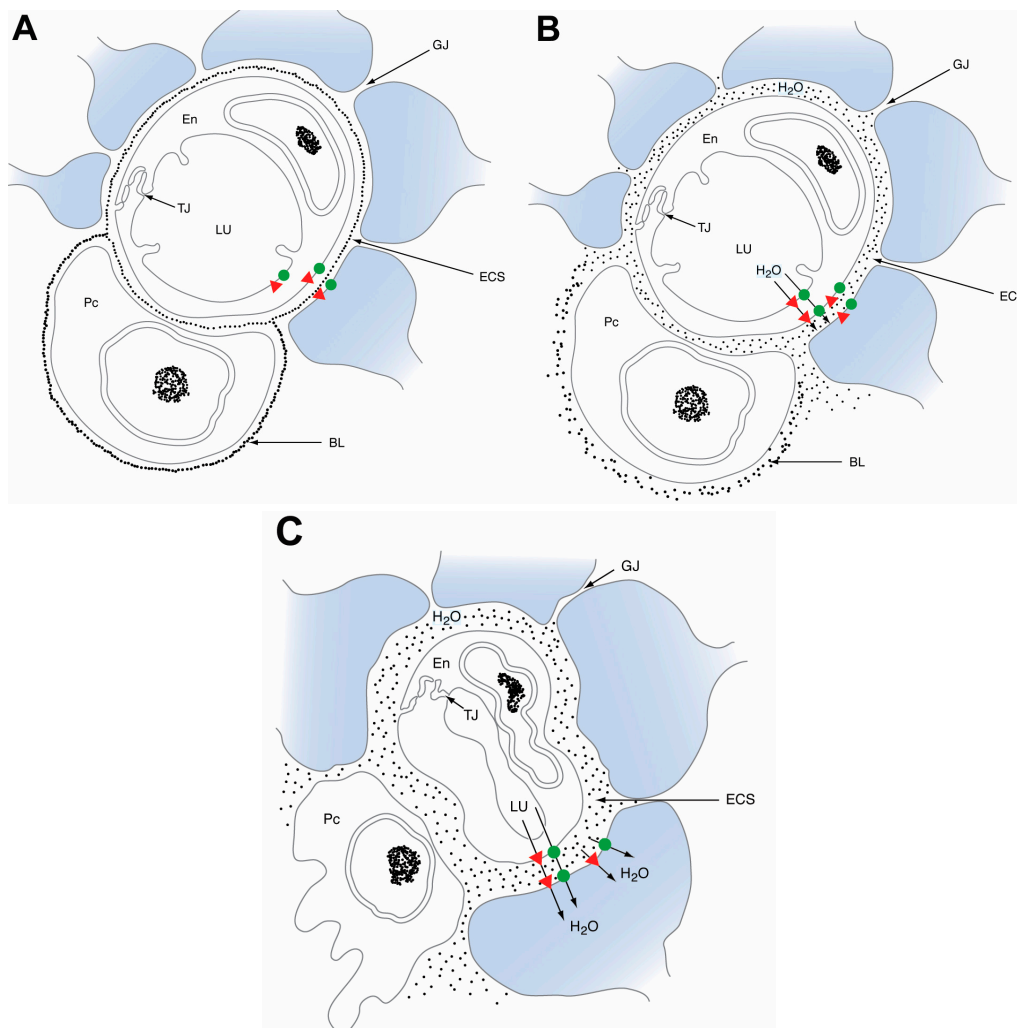 A
GJ
En
TJ
LU
ECS
Pc
BL
B
H₂O
GJ
En
TJ
LU
H₂O
EC
Pc
BL
C
GJ
H₂O
En
TJ
LU
ECS
Pc
H₂O
H₂O